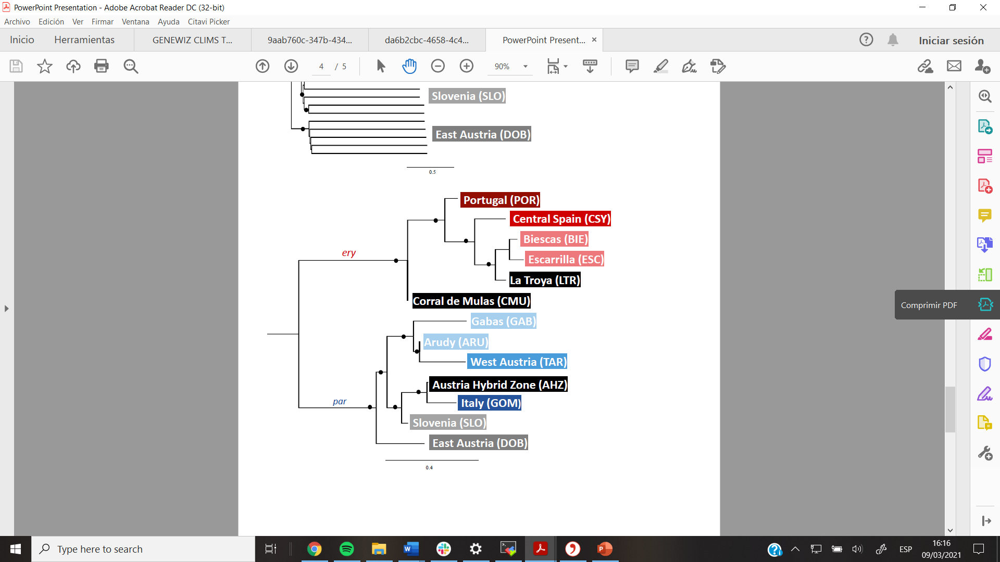 PowerPoint Presentation - Adobe Acrobat Reader DC (32-bit)
Archivo Edición Ver Firmar Ventana Ayuda Citavi Picker
Inicio Herramientas GENEWIZ CLIMS T... 9aab760c-347b-434... da6b2cbc-4658-4c4... PowerPoint Present... Iniciar sesión
4 / 5 90%
Slovenia (SLO)
East Austria (DOB)
0.5
Portugal (POR)
Central Spain (CSY)
Biescas (BIE)
ery
Escarrilla (ESC)
La Troya (LTR)
Corral de Mulas (CMU)
Comprimir PDF
Gabas (GAB)
Arudy (ARU)
West Austria (TAR)
Austria Hybrid Zone (AHZ)
par
Italy (GOM)
Slovenia (SLO)
East Austria (DOB)
0.4
Type here to search
ESP
16:16
09/03/2021